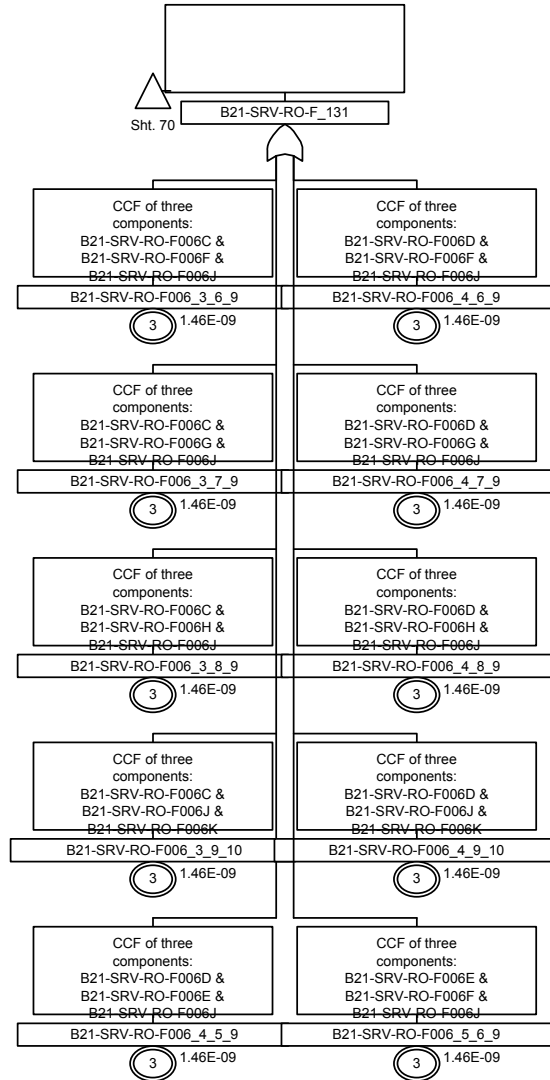 Sht. 70
B21-SRV-RO-F_131
CCF of three
components:
B21-SRV-RO-F006C &
B21-SRV-RO-F006F &
B21-SRV-RO-F006J
B21-SRV-RO-F006_3_6_9
3
1.46E-09
CCF of three
components:
B21-SRV-RO-F006D &
B21-SRV-RO-F006F &
B21-SRV-RO-F006J
B21-SRV-RO-F006_4_6_9
3
1.46E-09
CCF of three
components:
B21-SRV-RO-F006C &
B21-SRV-RO-F006G &
B21-SRV-RO-F006J
B21-SRV-RO-F006_3_7_9
3
1.46E-09
CCF of three
components:
B21-SRV-RO-F006D &
B21-SRV-RO-F006G &
B21-SRV-RO-F006J
B21-SRV-RO-F006_4_7_9
3
1.46E-09
CCF of three
components:
B21-SRV-RO-F006C &
B21-SRV-RO-F006H &
B21-SRV-RO-F006J
B21-SRV-RO-F006_3_8_9
3
1.46E-09
CCF of three
components:
B21-SRV-RO-F006D &
B21-SRV-RO-F006H &
B21-SRV-RO-F006J
B21-SRV-RO-F006_4_8_9
3
1.46E-09
CCF of three
components:
B21-SRV-RO-F006C &
B21-SRV-RO-F006J &
B21-SRV-RO-F006K
B21-SRV-RO-F006_3_9_10
3
1.46E-09
CCF of three
components:
B21-SRV-RO-F006D &
B21-SRV-RO-F006J &
B21-SRV-RO-F006K
B21-SRV-RO-F006_4_9_10
3
1.46E-09
CCF of three
components:
B21-SRV-RO-F006D &
B21-SRV-RO-F006E &
B21-SRV-RO-F006J
B21-SRV-RO-F006_4_5_9
3
1.46E-09
CCF of three
components:
B21-SRV-RO-F006E &
B21-SRV-RO-F006F &
B21-SRV-RO-F006J
B21-SRV-RO-F006_5_6_9
3
1.46E-09